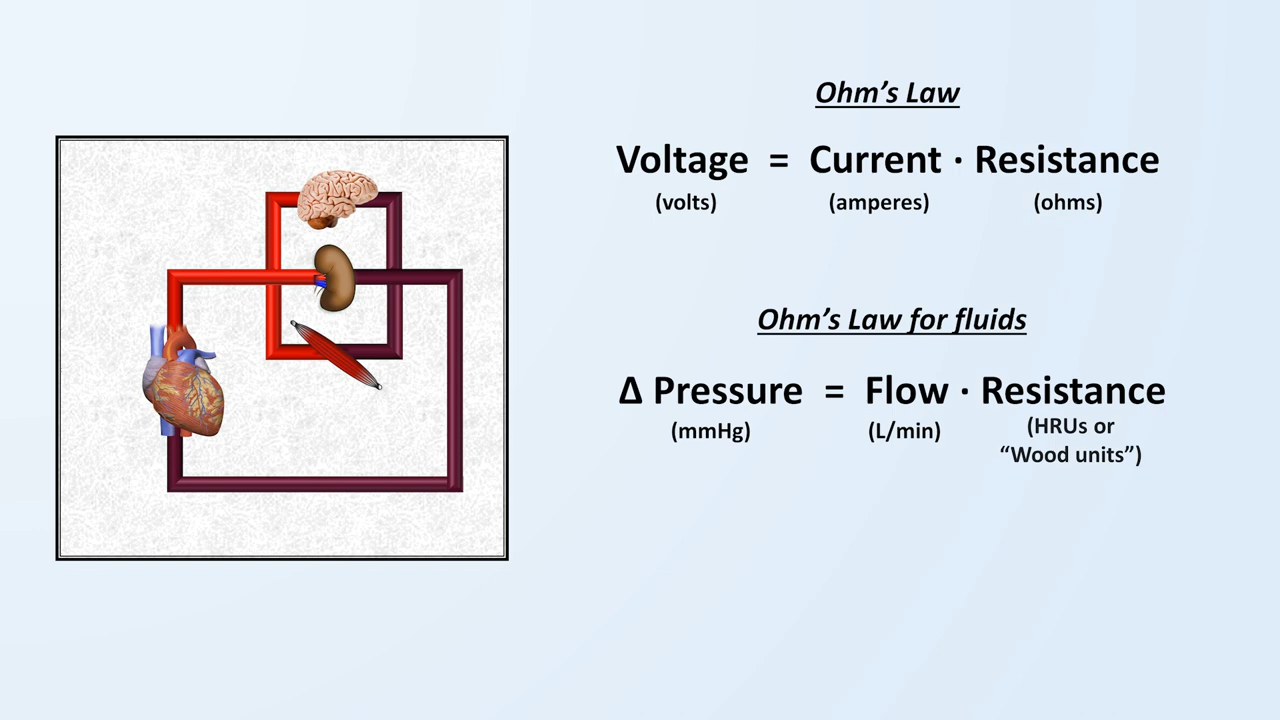 Ohm’s Law
Voltage = Current · Resistance
(volts) (amperes) (ohms)
Ohm’s Law for fluids
Δ Pressure = Flow · Resistance
(mmHg) (L/min) (HRUs or
“Wood units”)